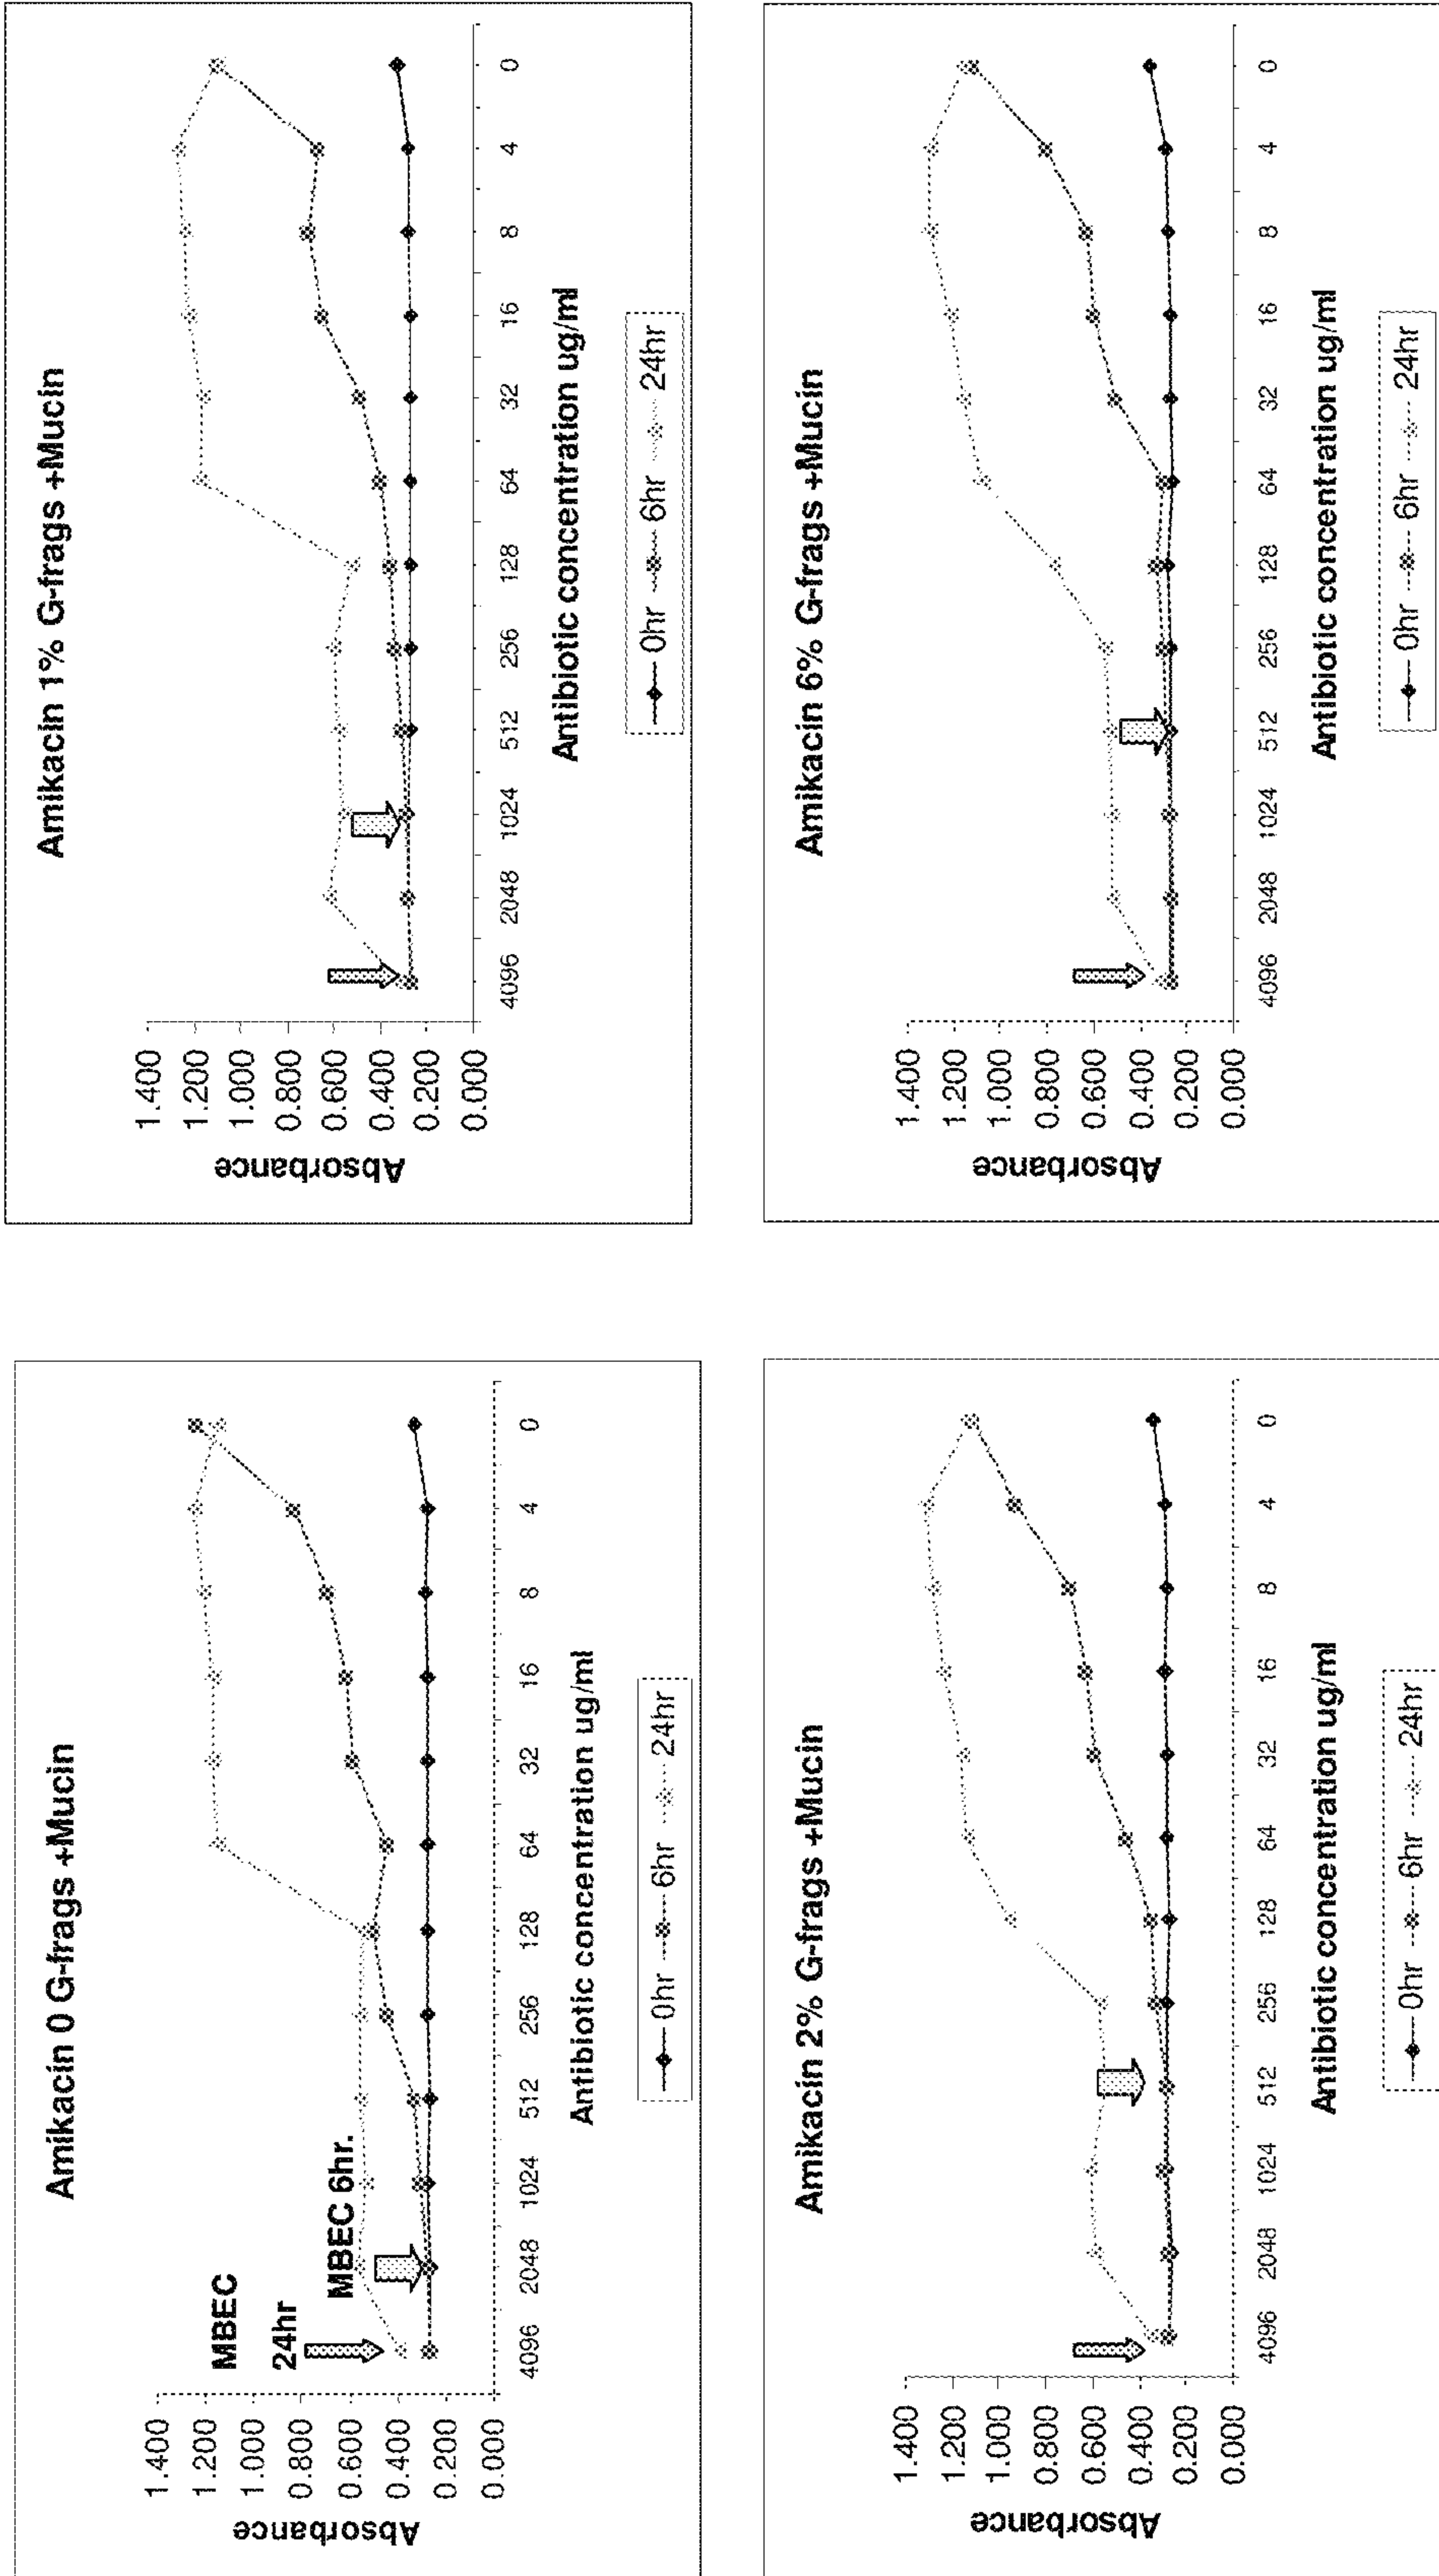 Amikacin 0 G-frags +Mucin
MBEC
24hr
MBEC 6hr.
Absorbance
1.400
1.200
1.000
0.800
0.600
0.400
0.200
0.000
4096 2048 1024 512 256 128 64 32 16 8 4 0
Antibiotic concentration ug/ml
0hr 6hr 24hr
Amikacin 1% G-frags +Mucin
Absorbance
1.400
1.200
1.000
0.800
0.600
0.400
0.200
0.000
4096 2048 1024 512 256 128 64 32 16 8 4 0
Antibiotic concentration ug/ml
0hr 6hr 24hr
Amikacin 2% G-frags +Mucin
Absorbance
1.400
1.200
1.000
0.800
0.600
0.400
0.200
0.000
4096 2048 1024 512 256 128 64 32 16 8 4 0
Antibiotic concentration ug/ml
0hr 6hr 24hr
Amikacin 6% G-frags +Mucin
Absorbance
1.400
1.200
1.000
0.800
0.600
0.400
0.200
0.000
4096 2048 1024 512 256 128 64 32 16 8 4 0
Antibiotic concentration ug/ml
0hr 6hr 24hr